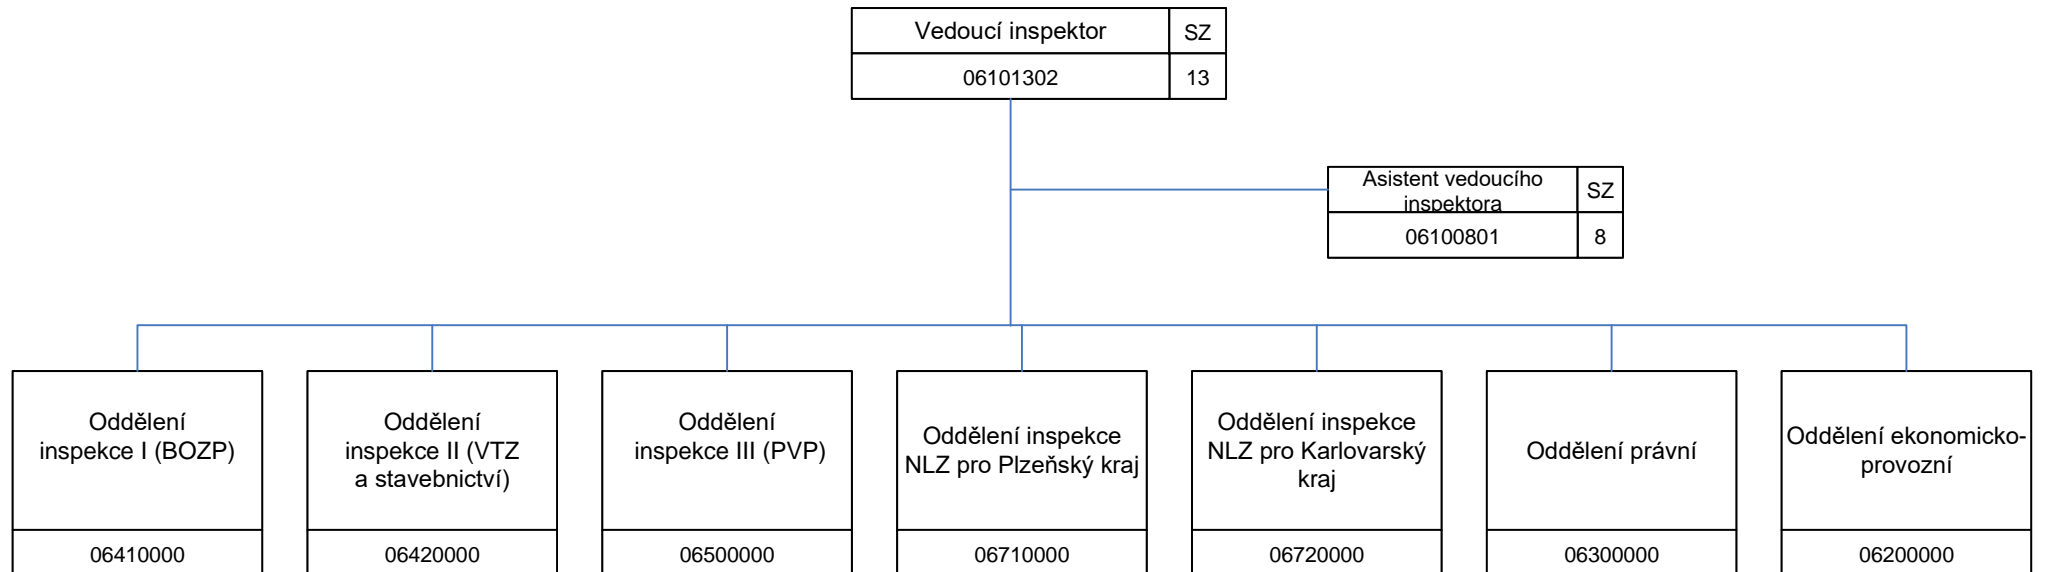 Vedoucí inspektor SZ
06101302 13
Asistent vedoucího
inspektora
SZ
06100801 8
Oddělení
inspekce I (BOZP)
06410000
Oddělení
inspekce II (VTZ
a stavebnictví)
06420000
Oddělení
inspekce III (PVP)
06500000
Oddělení inspekce
NLZ pro Plzeňský kraj
06710000
Oddělení inspekce
NLZ pro Karlovarský
kraj
06720000
Oddělení právní
06300000
Oddělení ekonomicko-
provozní
06200000